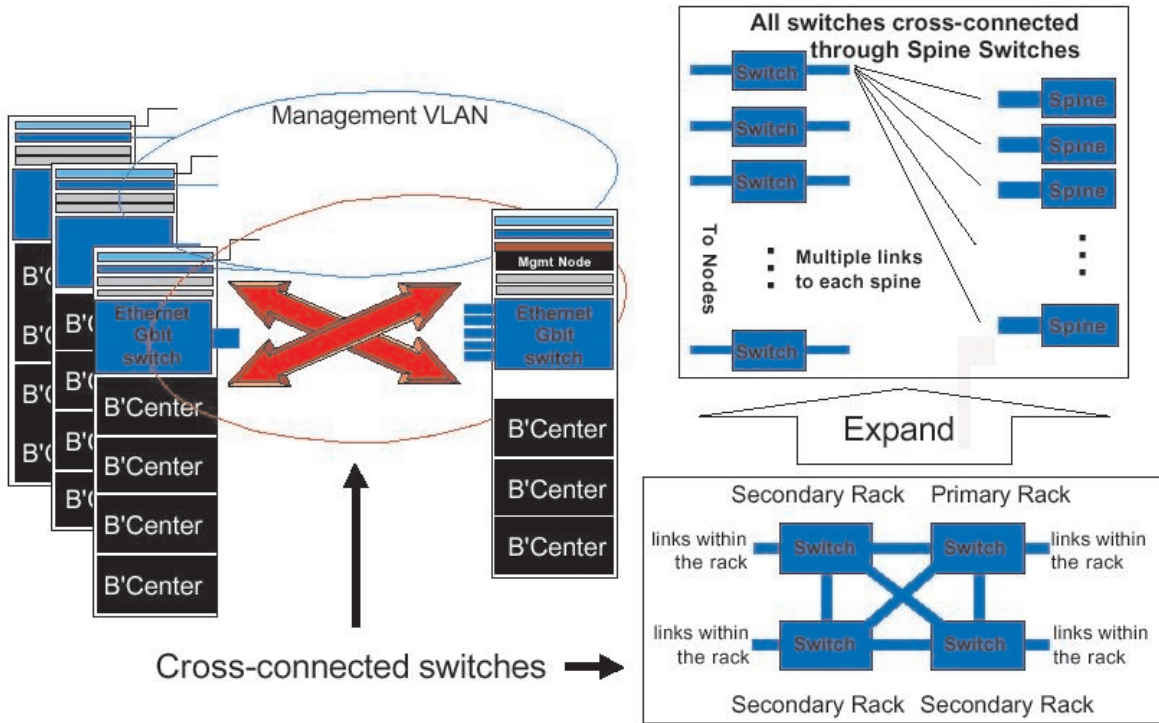 All switches cross-connected
through Spine Switches
Switch
Switch
Switch
Switch
Spine
Spine
Spine
Spine
To Nodes
Multiple links
to each spine
Management VLAN
Mgmt Node
Ethernet
Gbit
switch
Ethernet
Gbit
switch
B'C
B'C
B'C
B'C
B'C
B'C
B'C
B'C
B'Center
B'Center
B'Center
B'Center
B'Center
B'Center
B'Center
Expand
Secondary Rack
Primary Rack
links within
the rack
Switch
Switch
links within
the rack
links within
the rack
Switch
Switch
links within
the rack
Secondary Rack
Secondary Rack
Cross-connected switches